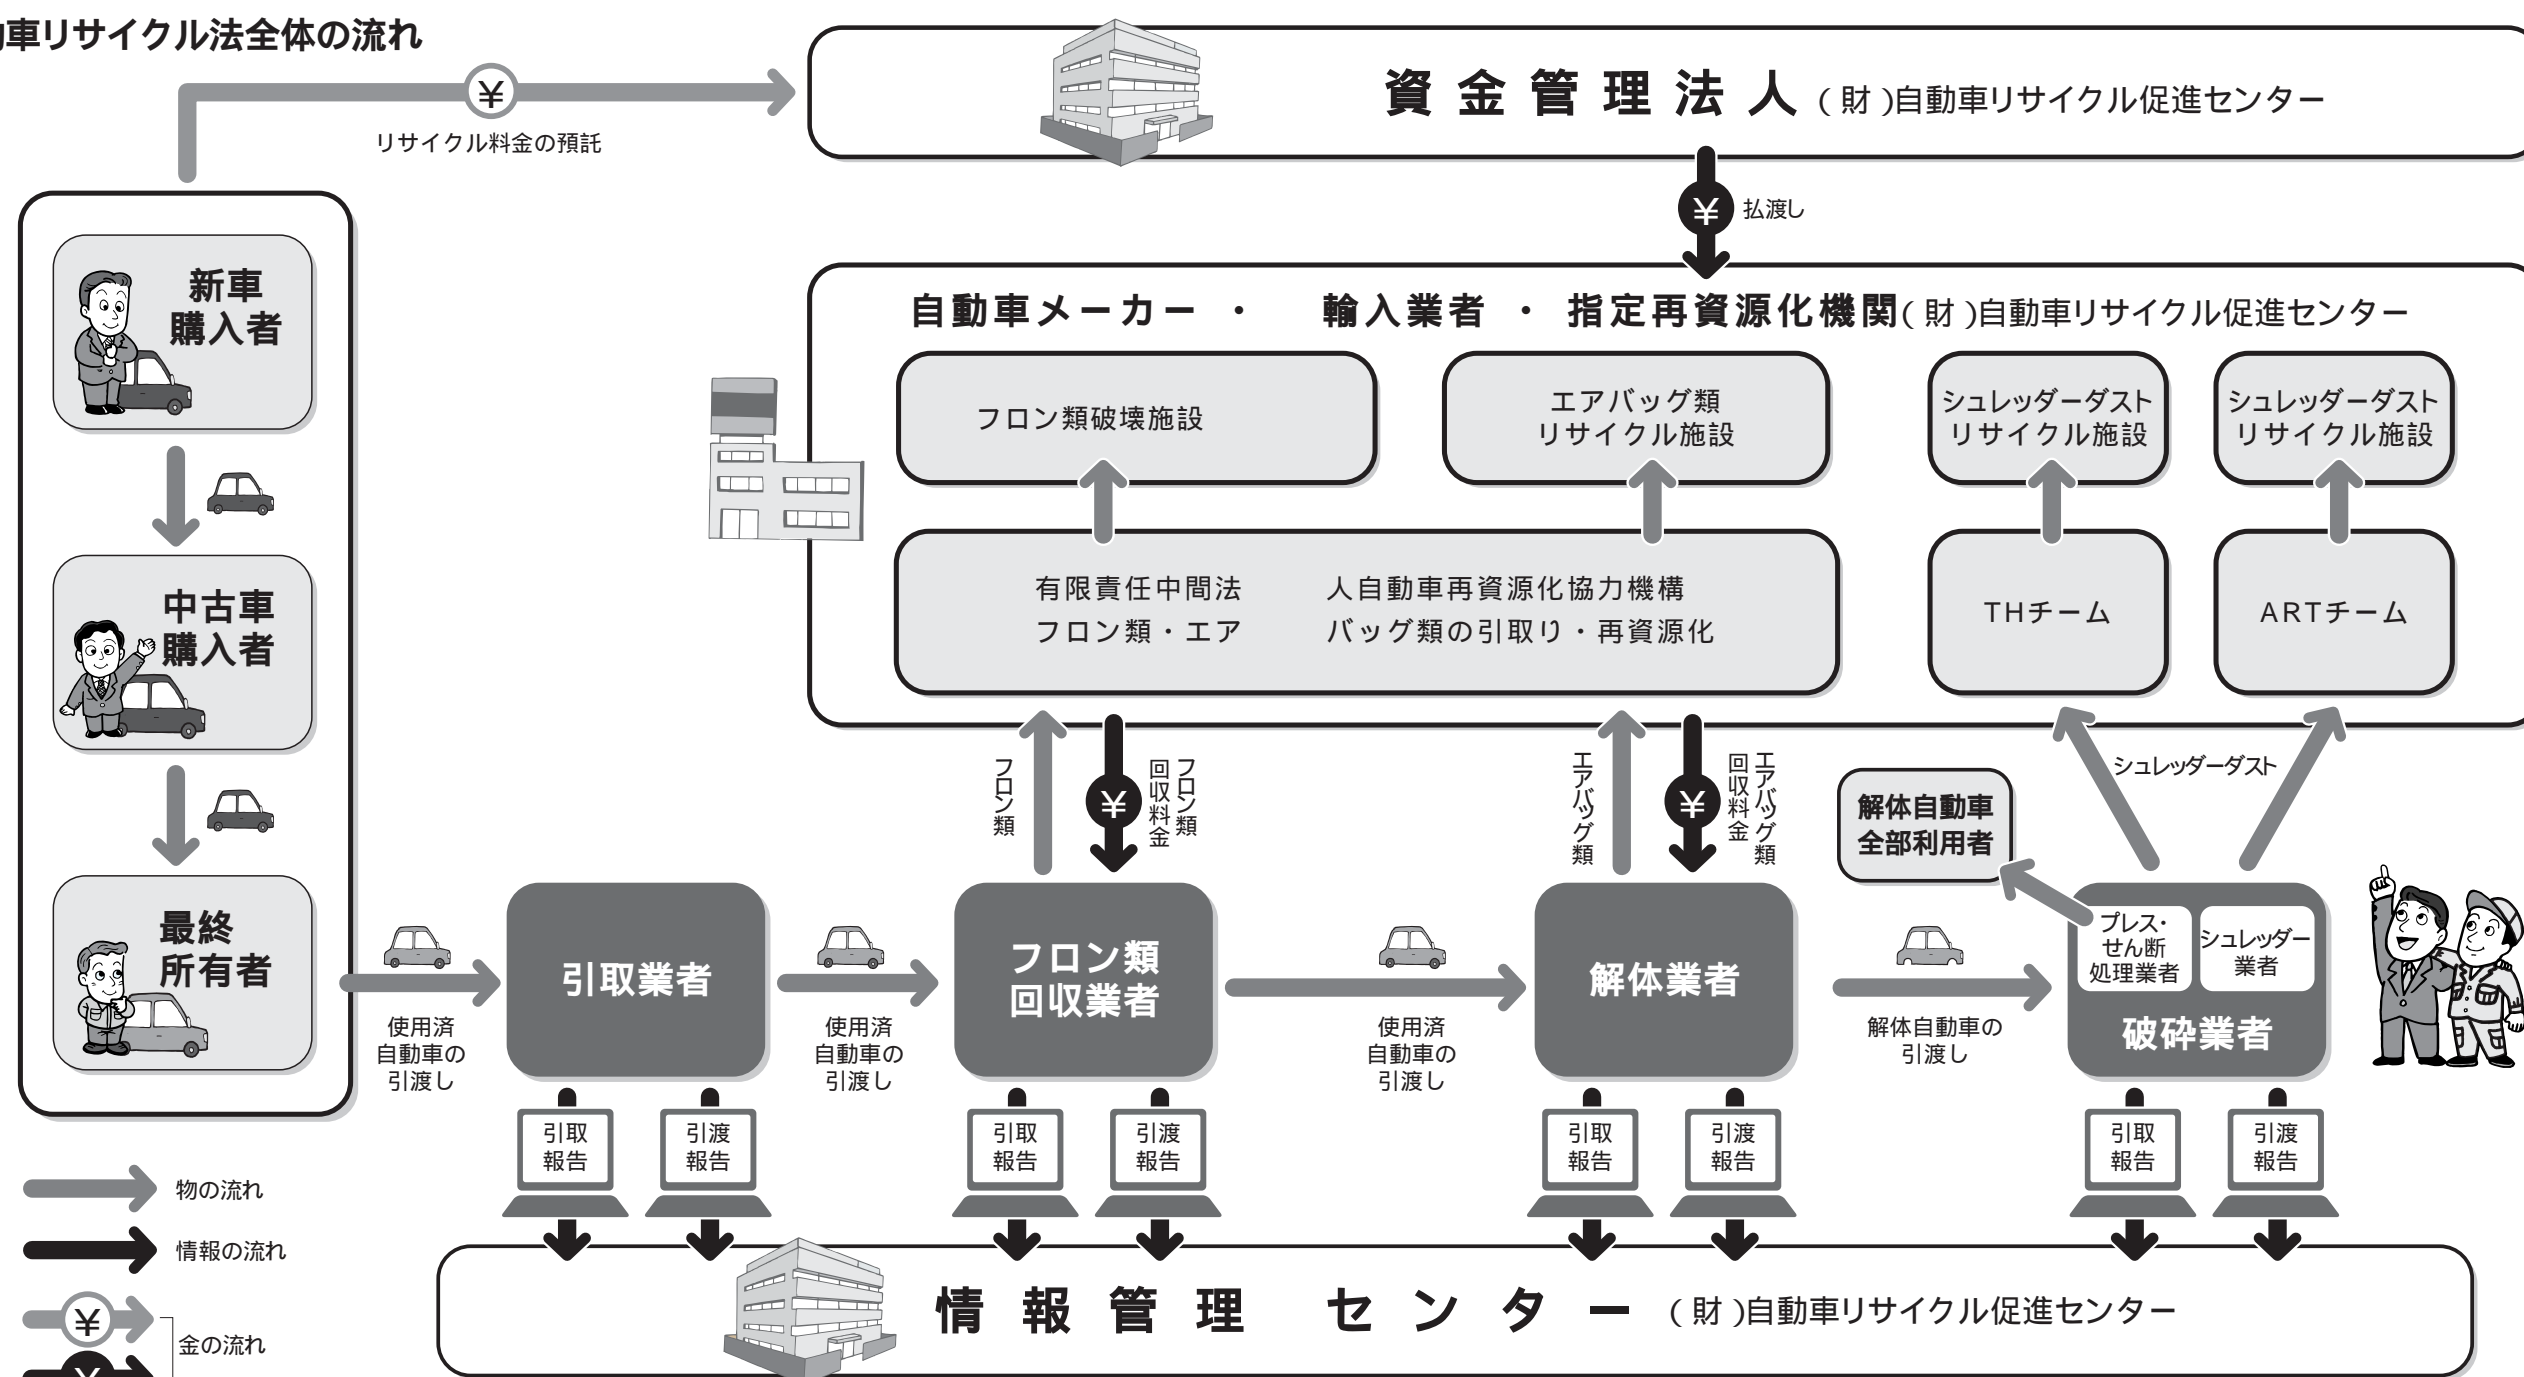 動車リサイクル法全体の流れ
¥
リサイクル料金の預託
資金管理法人(財)自動車リサイクル促進センター
¥ 払渡し
新車
購入者
中古車
購入者
最終
所有者
自動車メーカー ・ 輸入業者 ・ 指定再資源化機関(財)自動車リサイクル促進センター
フロン類破壊施設
エアバッグ類
リサイクル施設
シュレッダーダスト
リサイクル施設
シュレッダーダスト
リサイクル施設
有限責任中間法 人自動車再資源化協力機構
フロン類・エア バッグ類の引取り・再資源化
THチーム
ARTチーム
フロン類
¥
フロン類
回収料金
エアバッグ類
¥
エアバッグ類
回収料金
シュレッダーダスト
解体自動車
全部利用者
使用済
自動車の
引渡し
引取業者
使用済
自動車の
引渡し
フロン類
回収業者
使用済
自動車の
引渡し
解体業者
解体自動車の
引渡し
プレス・
せん断
処理業者
シュレッダー
業者
破砕業者
引取
報告
引渡
報告
引取
報告
引渡
報告
引取
報告
引渡
報告
引取
報告
引渡
報告
物の流れ
情報の流れ
¥
金の流れ
¥
情報管理 センター(財)自動車リサイクル促進センター